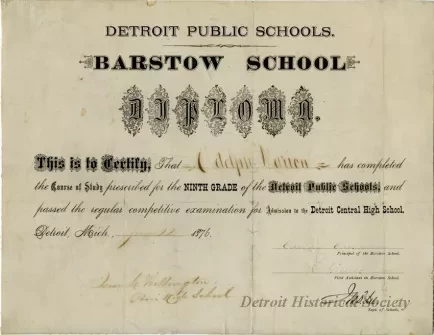 DETROIT PUBLIC SCHOOLS.
BARSTOW SCHOOL
DIPLOMA.
This is to Certify, That has completed
the Course of Study prescribed for the NINTH GRADE of the Detroit Public Schools, and
passed the regular competitive examination for Admission to the Detroit Central High School.
Detroit, Mich. 1876.
Principal of the Barstow School.
First Assistant in Barstow School.
High School
Supt. of Schools.
Detroit Historical Society